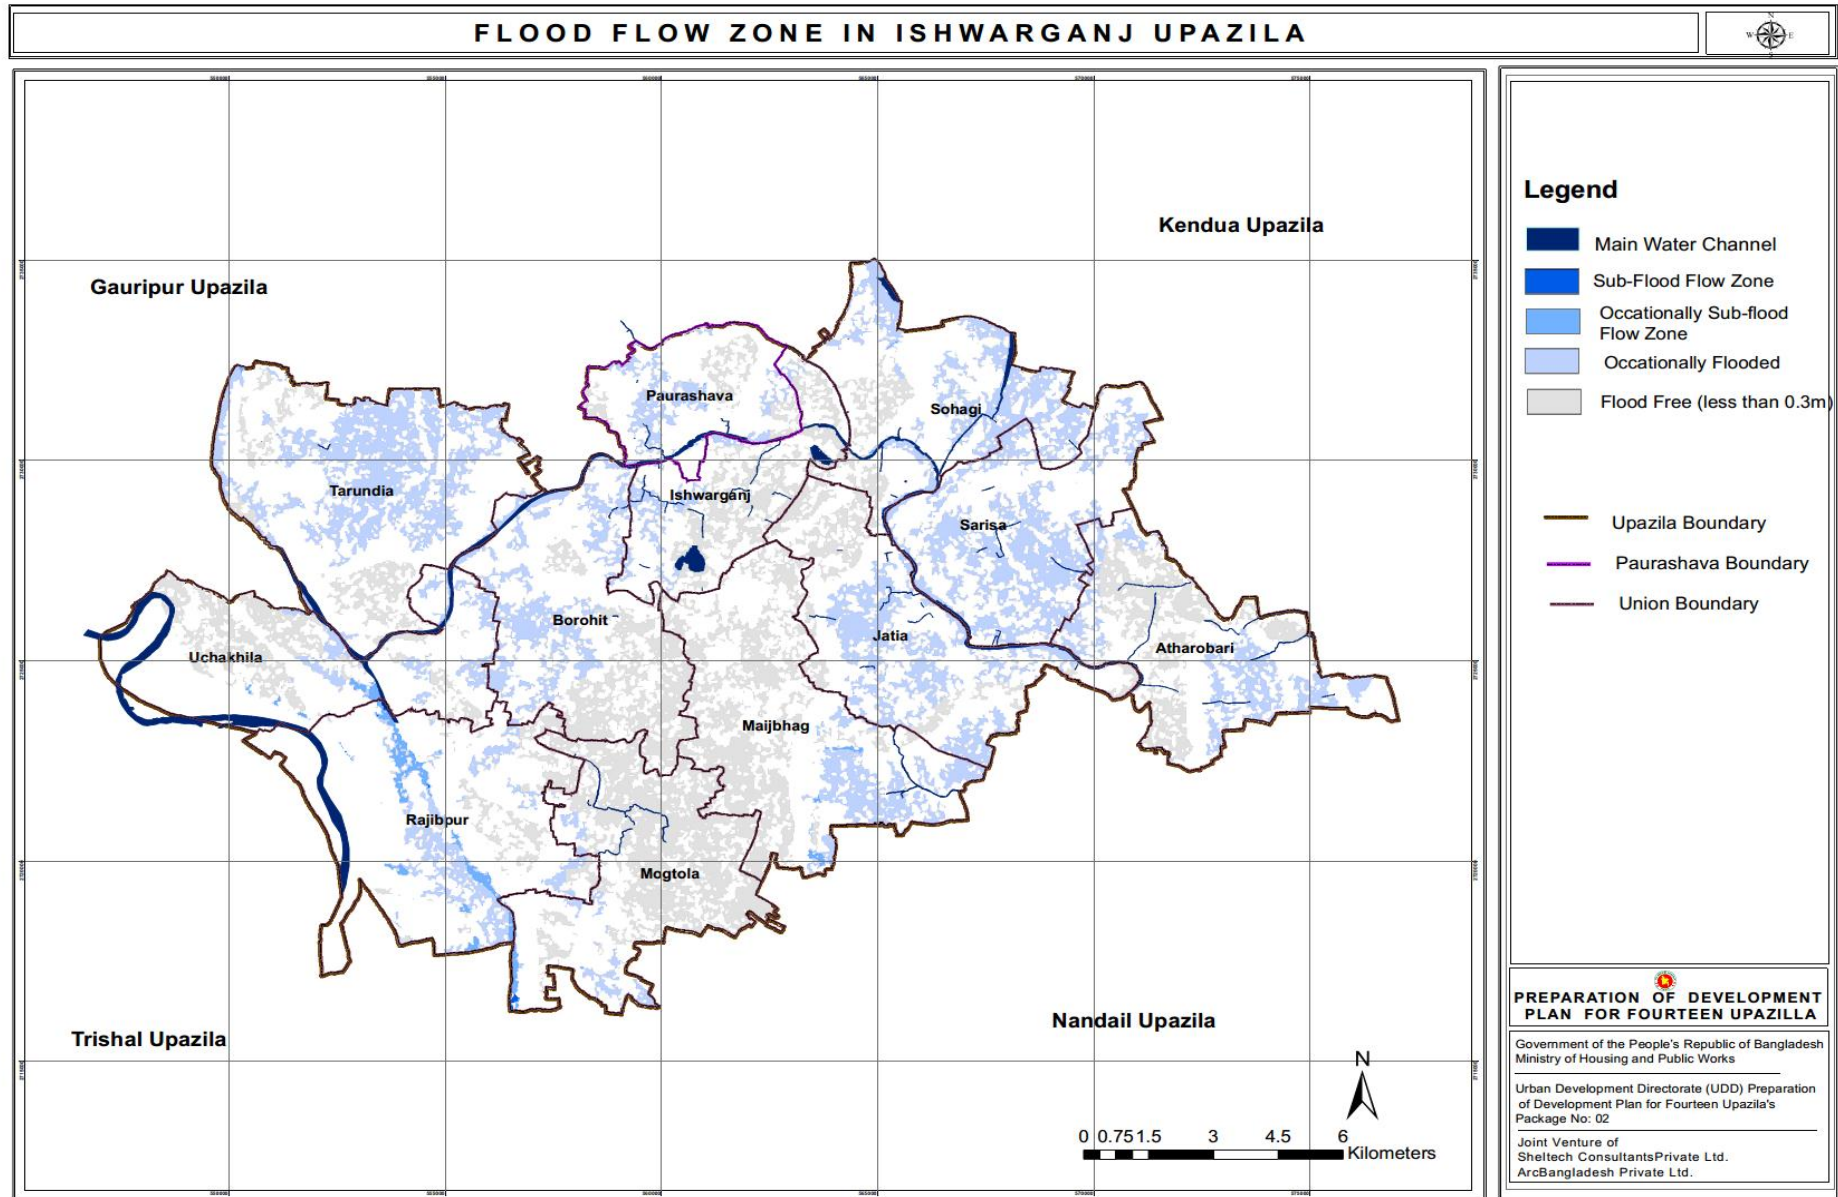 FLOOD FLOW ZONE IN ISHWARGANJ UPAZILA
N
W
E
Kendua Upazila
Gauripur Upazila
Paurashava
Sohagi
Tarundia
Ishwarganj
Sarisa
Borohit
Jatia
Uchakhila
Atharobari
Maijbhag
Rajibpur
Mogtola
Trishal Upazila
Nandail Upazila
N
0 0.75 1.5 3 4.5 6
Kilometers
Legend
Main Water Channel
Sub-Flood Flow Zone
Occationally Sub-flood
Flow Zone
Occationally Flooded
Flood Free (less than 0.3m)
Upazila Boundary
Paurashava Boundary
Union Boundary
PREPARATION OF DEVELOPMENT
PLAN FOR FOURTEEN UPAZILLA
Government of the People's Republic of Bangladesh
Ministry of Housing and Public Works
Urban Development Directorate (UDD) Preparation
of Development Plan for Fourteen Upazila's
Package No: 02
Joint Venture of
Sheltech ConsultantsPrivate Ltd.
ArcBangladesh Private Ltd.